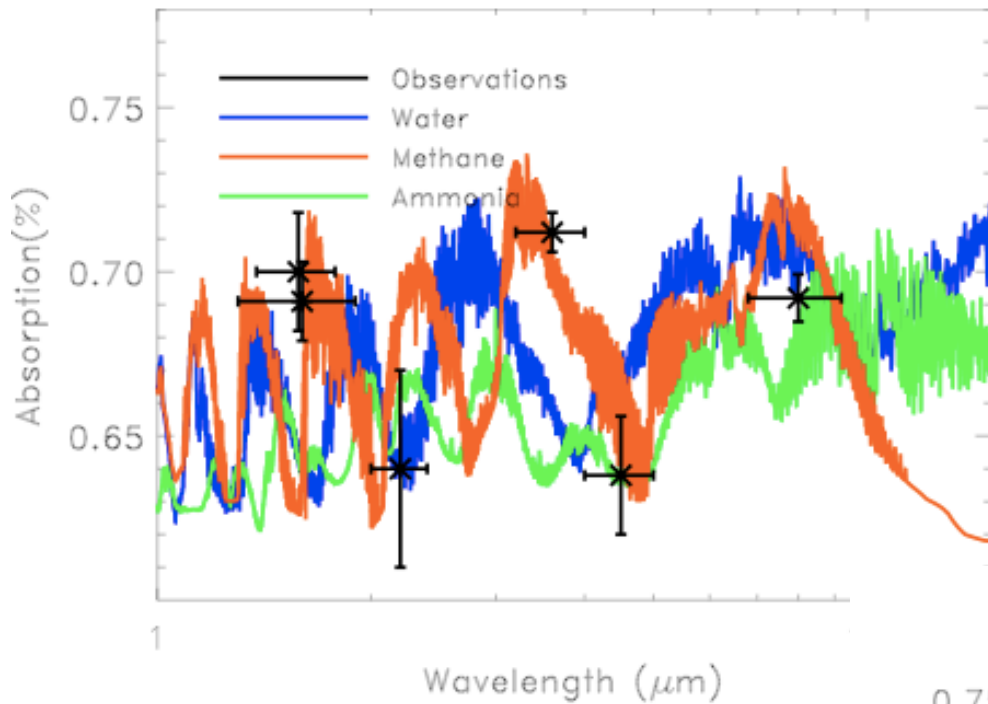 Observations
Water
Methane
Ammonia
0.75
0.70
0.65
Absorption(%)
1
Wavelength (μm)